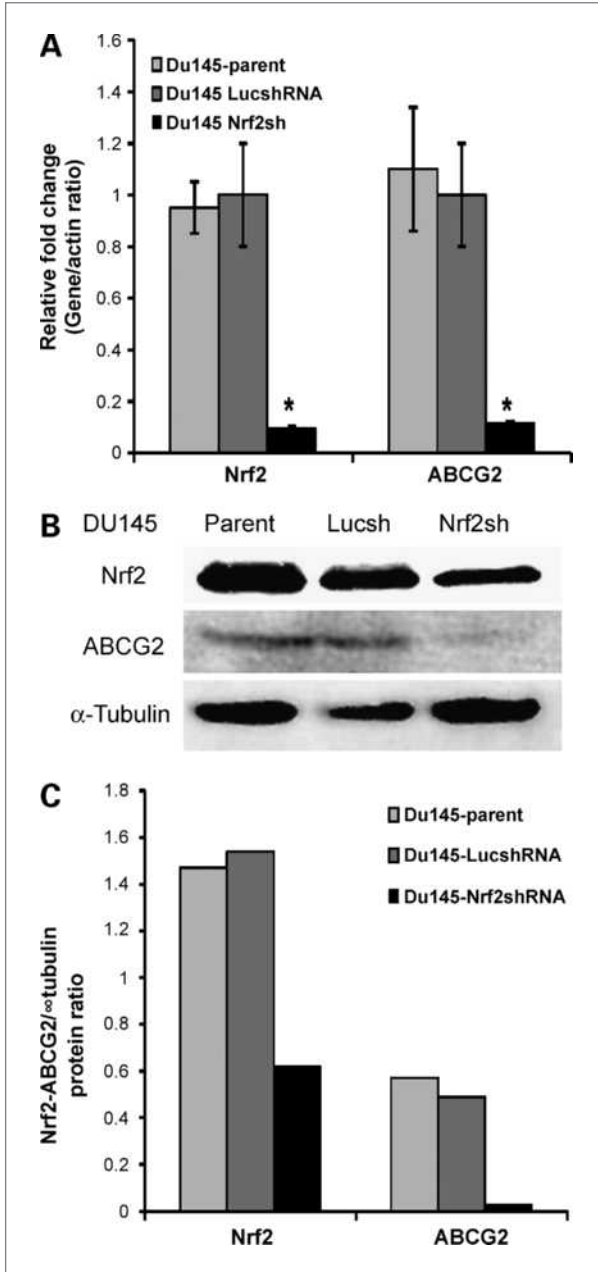 A
Du145-parent
Du145 LucshRNA
Du145 Nrf2sh
Relative fold change
(Gene/actin ratio)
1.6
1.4
1.2
1
0.8
0.6
0.4
0.2
0
*
*
Nrf2
ABCG2
B
DU145
Parent
Lucsh
Nrf2sh
Nrf2
ABCG2
α-Tubulin
C
Du145-parent
Du145-LucshRNA
Du145-Nrf2shRNA
Nrf2-ABCG2/∞tubulin
protein ratio
1.8
1.6
1.4
1.2
1
0.8
0.6
0.4
0.2
0
Nrf2
ABCG2